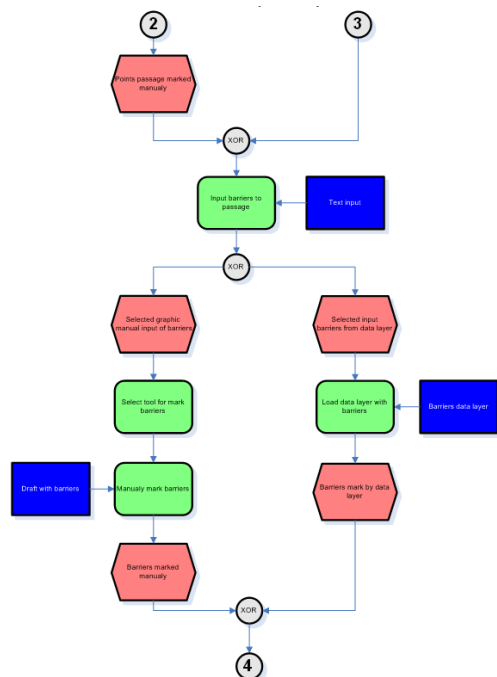 2
3
Points passage marked
manualy
XOR
Input barriers to
passage
Text input
XOR
Selected graphic
manual input of barriers
Selected input
barriers from data layer
Select tool for mark
barriers
Load data layer with
barriers
Barriers data layer
Draft with barriers
Manualy mark barriers
Barriers mark by data
layer
Barriers marked
manualy
XOR
4